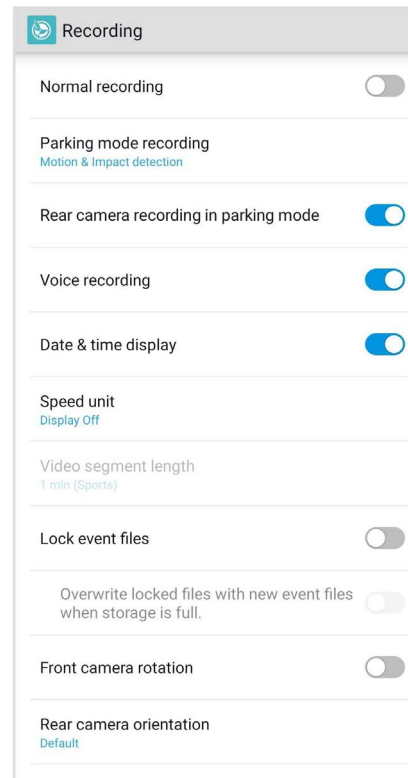 Recording
Normal recording
Parking mode recording
Motion & Impact detection
Rear camera recording in parking mode
Voice recording
Date & time display
Speed unit
Display Off
Video segment length
1 min (Sports)
Lock event files
Overwrite locked files with new event files
when storage is full.
Front camera rotation
Rear camera orientation
Default